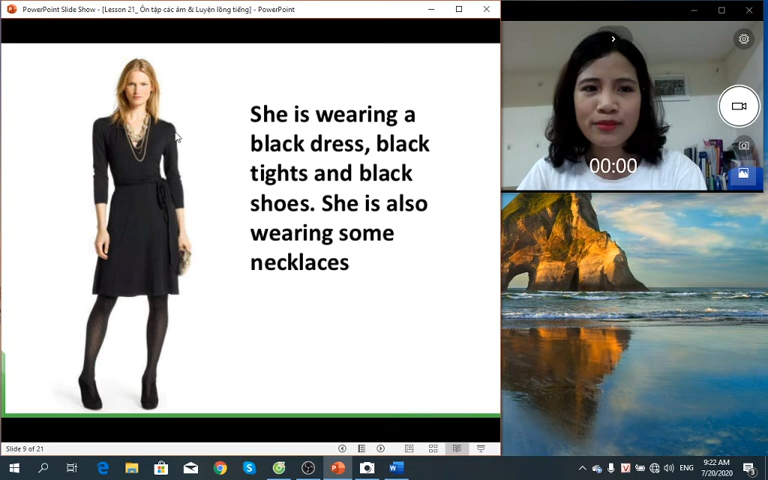 PowerPoint Slide Show - [Lesson 21_ Ôn tập các âm & Luyện lồng tiếng] - PowerPoint
She is wearing a
black dress, black
tights and black
shoes. She is also
wearing some
necklaces
00:00
Slide 9 of 21
ENG
9:22 AM
7/20/2020